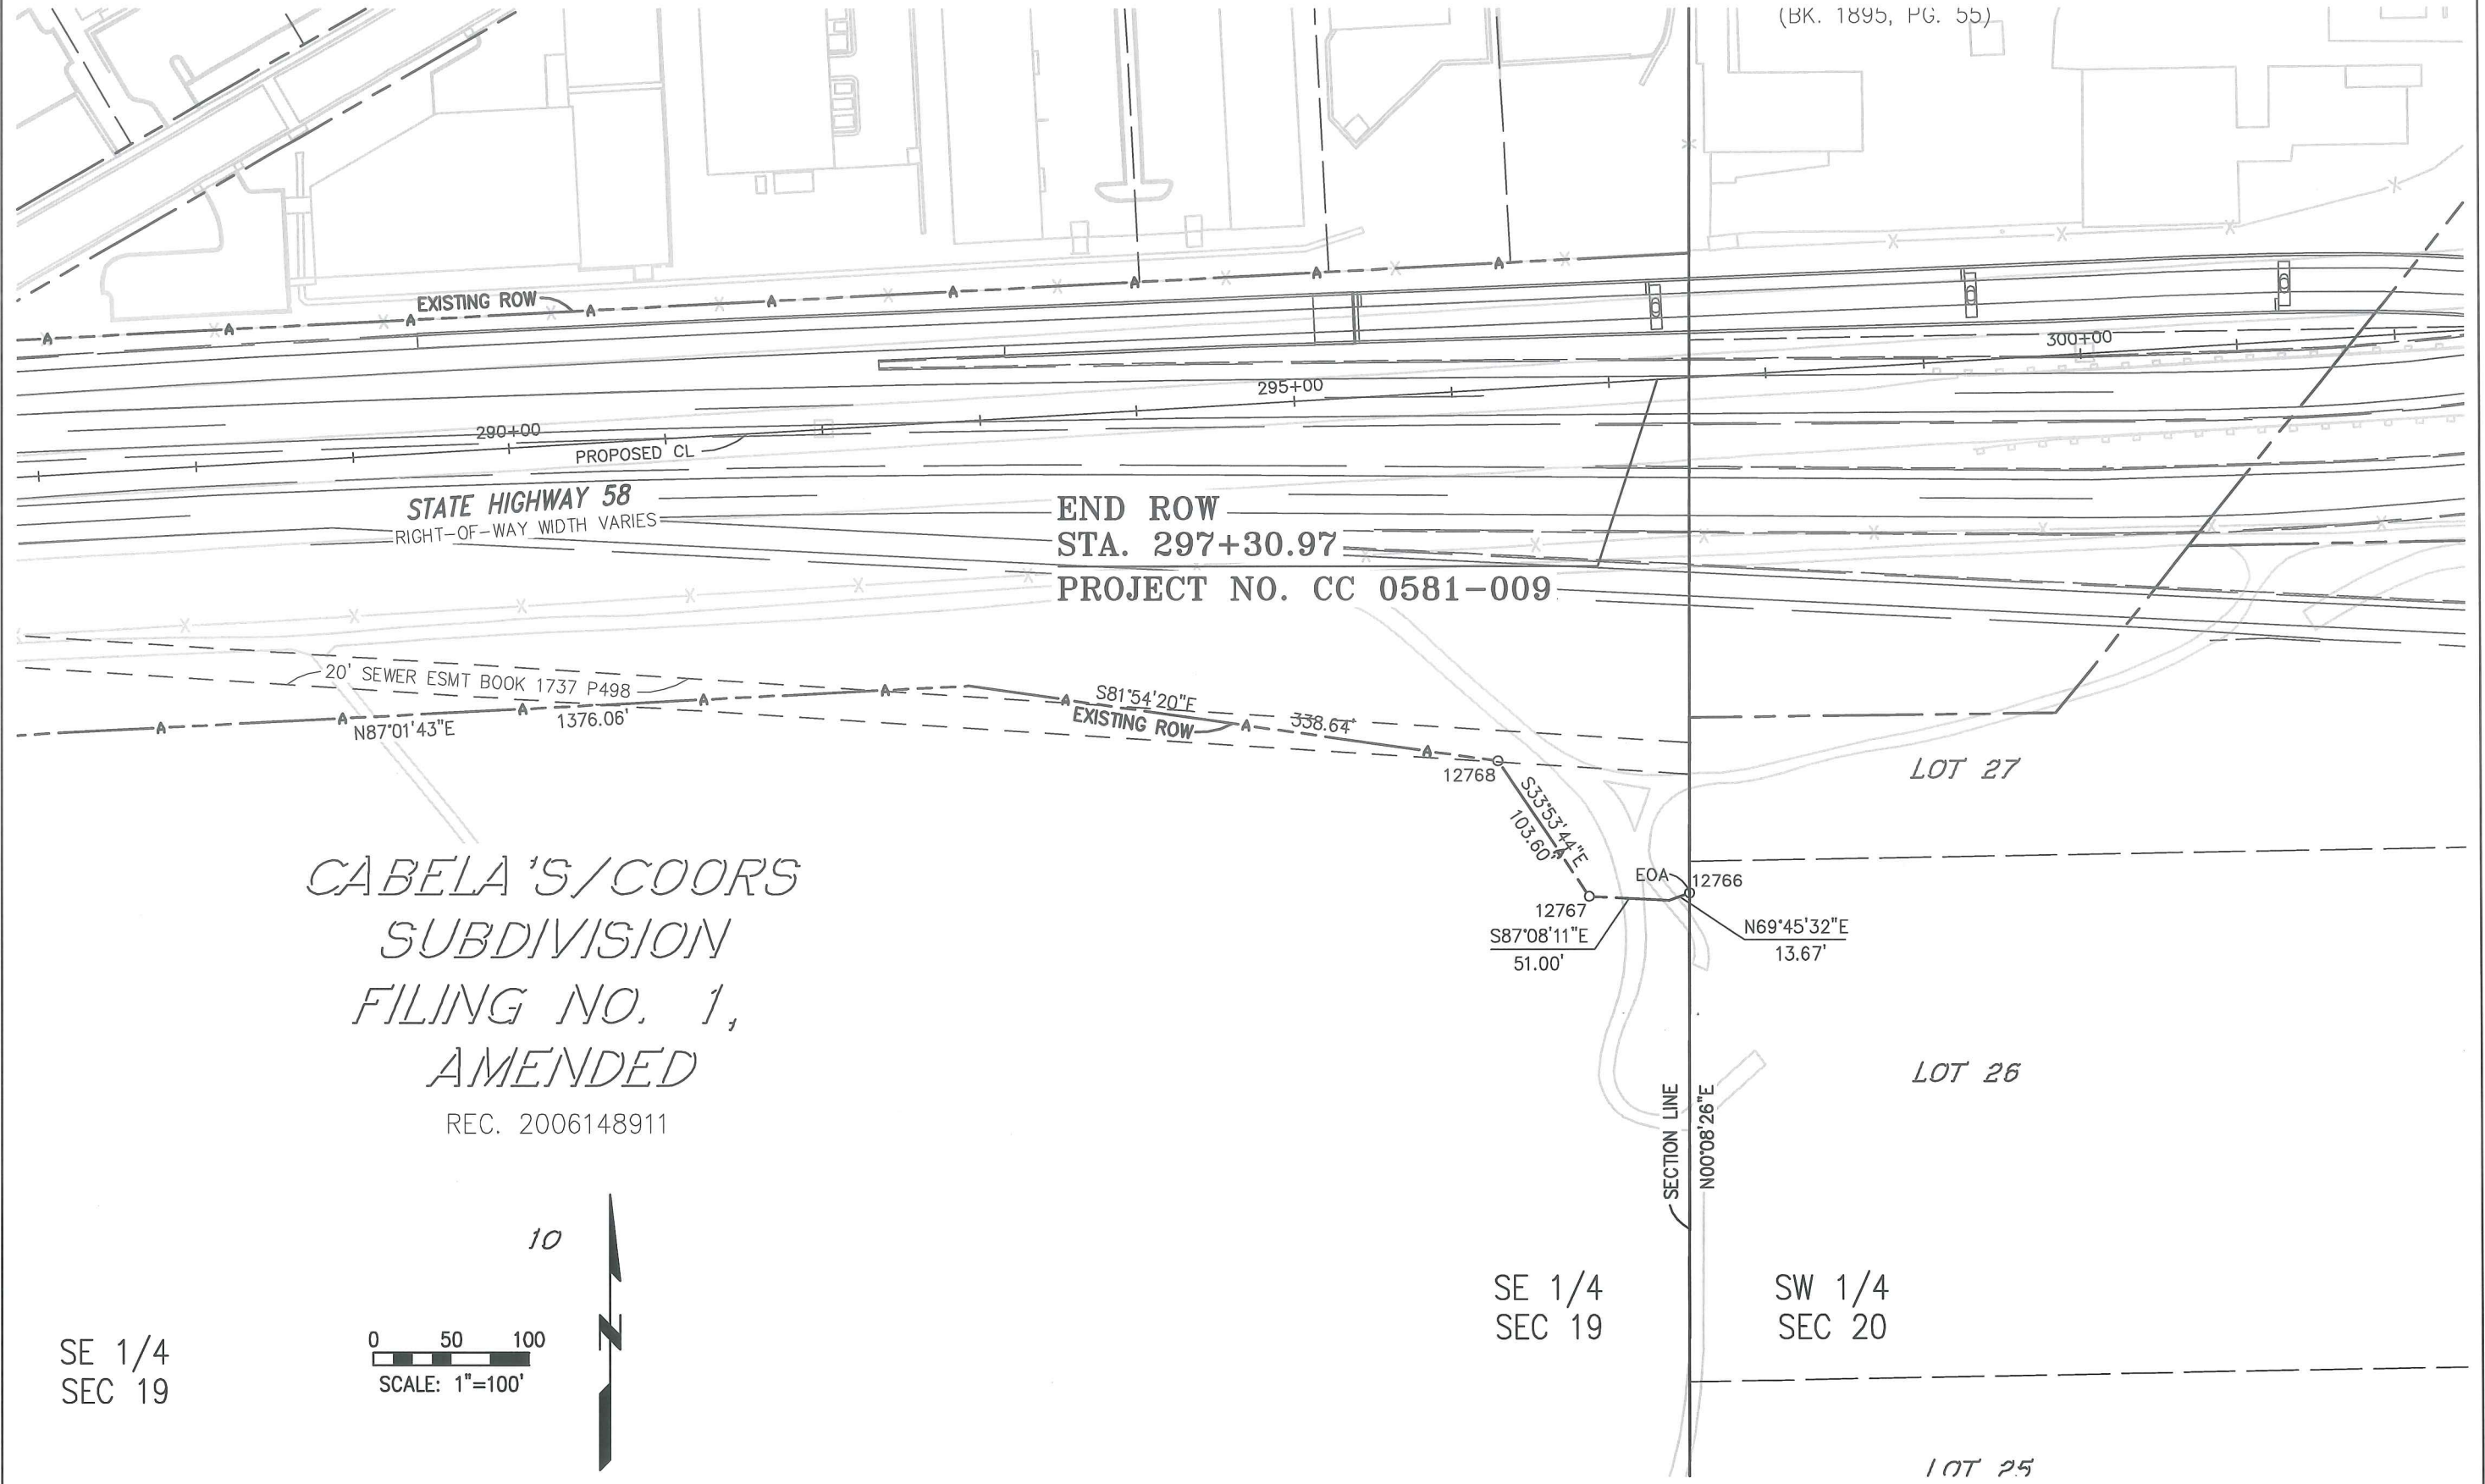 (BK. 1895, PG. 55)
EXISTING ROW
A A A A A A A A A
300+00
295+00
290+00
PROPOSED CL
STATE HIGHWAY 58
RIGHT-OF-WAY WIDTH VARIES
END ROW
STA. 297+30.97
PROJECT NO. CC 0581-009
20' SEWER ESMT BOOK 1737 P498
A A A A A A A A
N87°01'43"E
1376.06'
S81°54'20"E
338.64'
EXISTING ROW
12768
S33°53'44"E
103.60'
A
LOT 27
EOA
12766
12767
S87°08'11"E
51.00'
N69°45'32"E
13.67'
CABELA'S/COORS
SUBDIVISION
FILING NO. 1,
AMENDED
REC. 2006148911
LOT 26
SECTION LINE
N00°08'26"E
10
N
SE 1/4
SEC 19
SW 1/4
SEC 20
SE 1/4
SEC 19
0 50 100
SCALE: 1"=100'
LOT 25